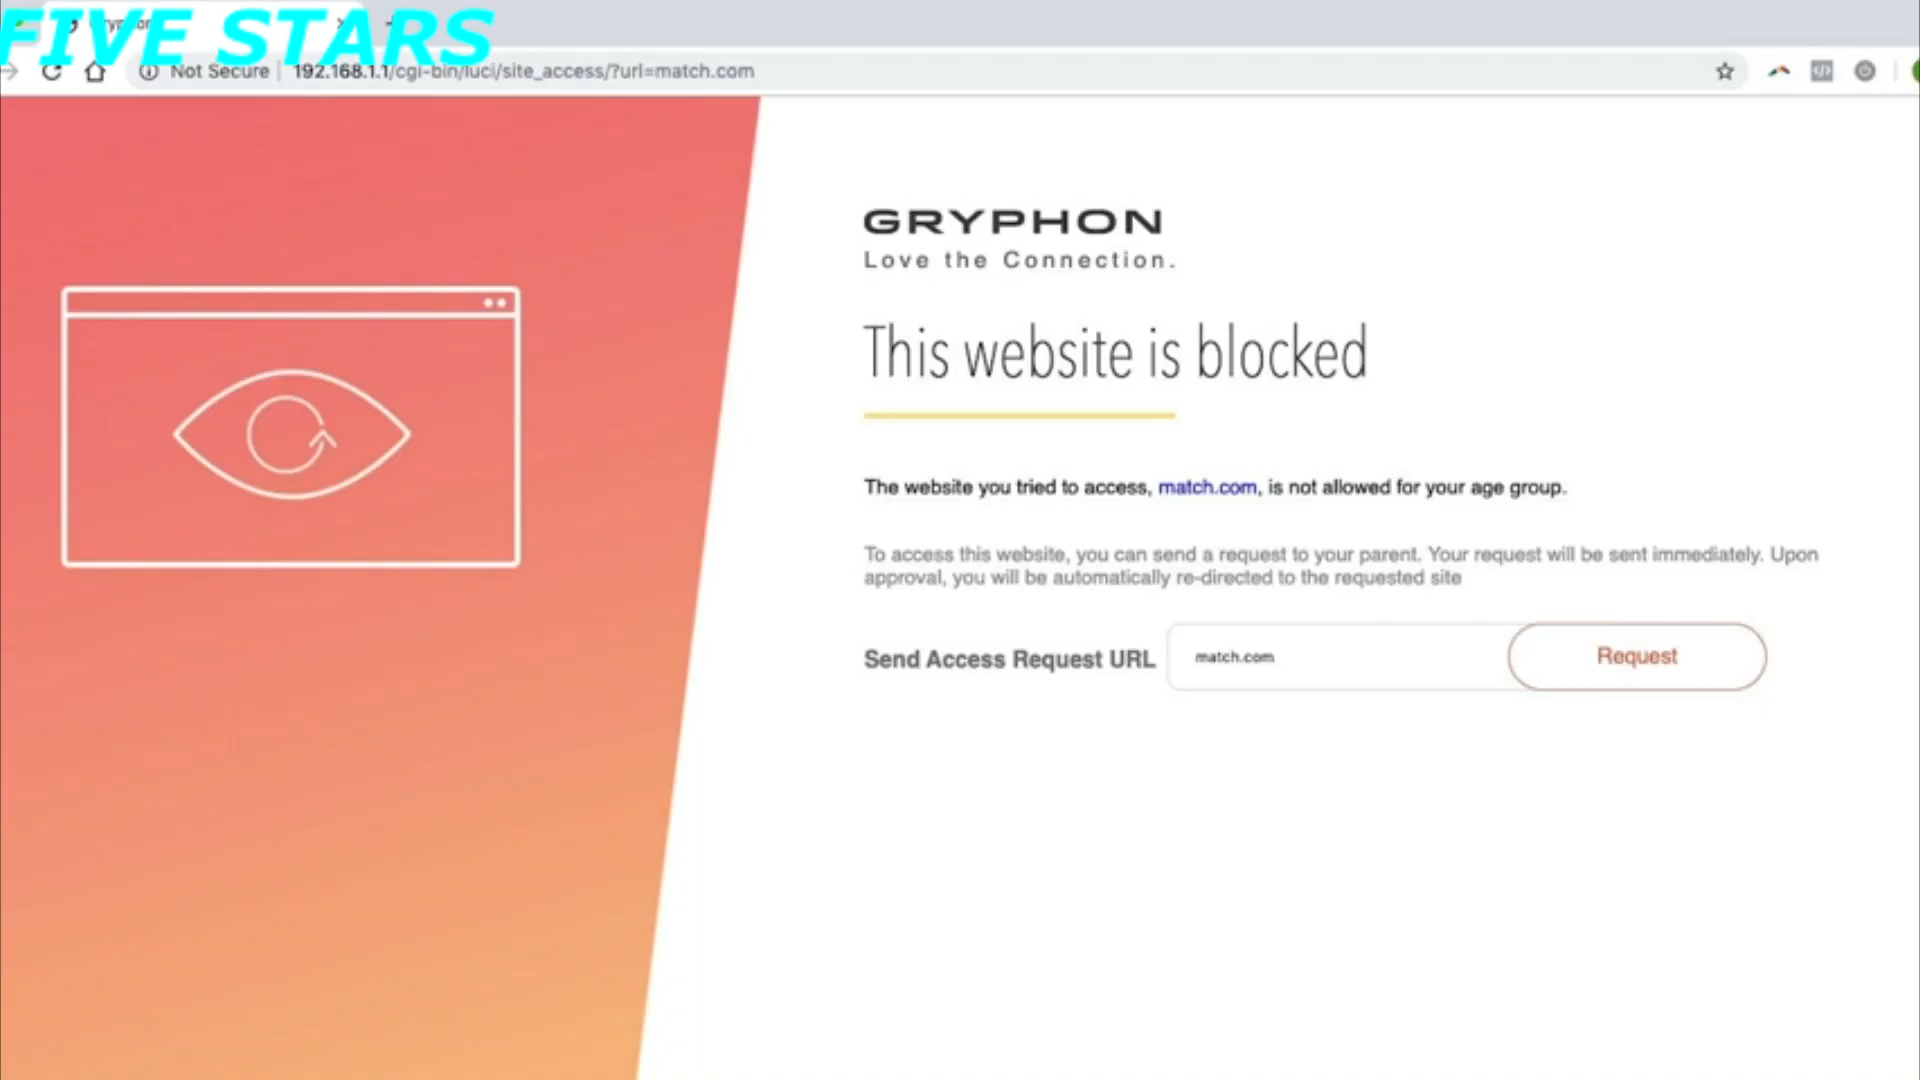 FIVE STARS
Gryphon
Not Secure | 192.168.1.1/cgi-bin/luci/site_access/?url=match.com
GRYPHON
Love the Connection.
This website is blocked
The website you tried to access, match.com, is not allowed for your age group.
To access this website, you can send a request to your parent. Your request will be sent immediately. Upon
approval, you will be automatically re-directed to the requested site
Send Access Request URL match.com Request